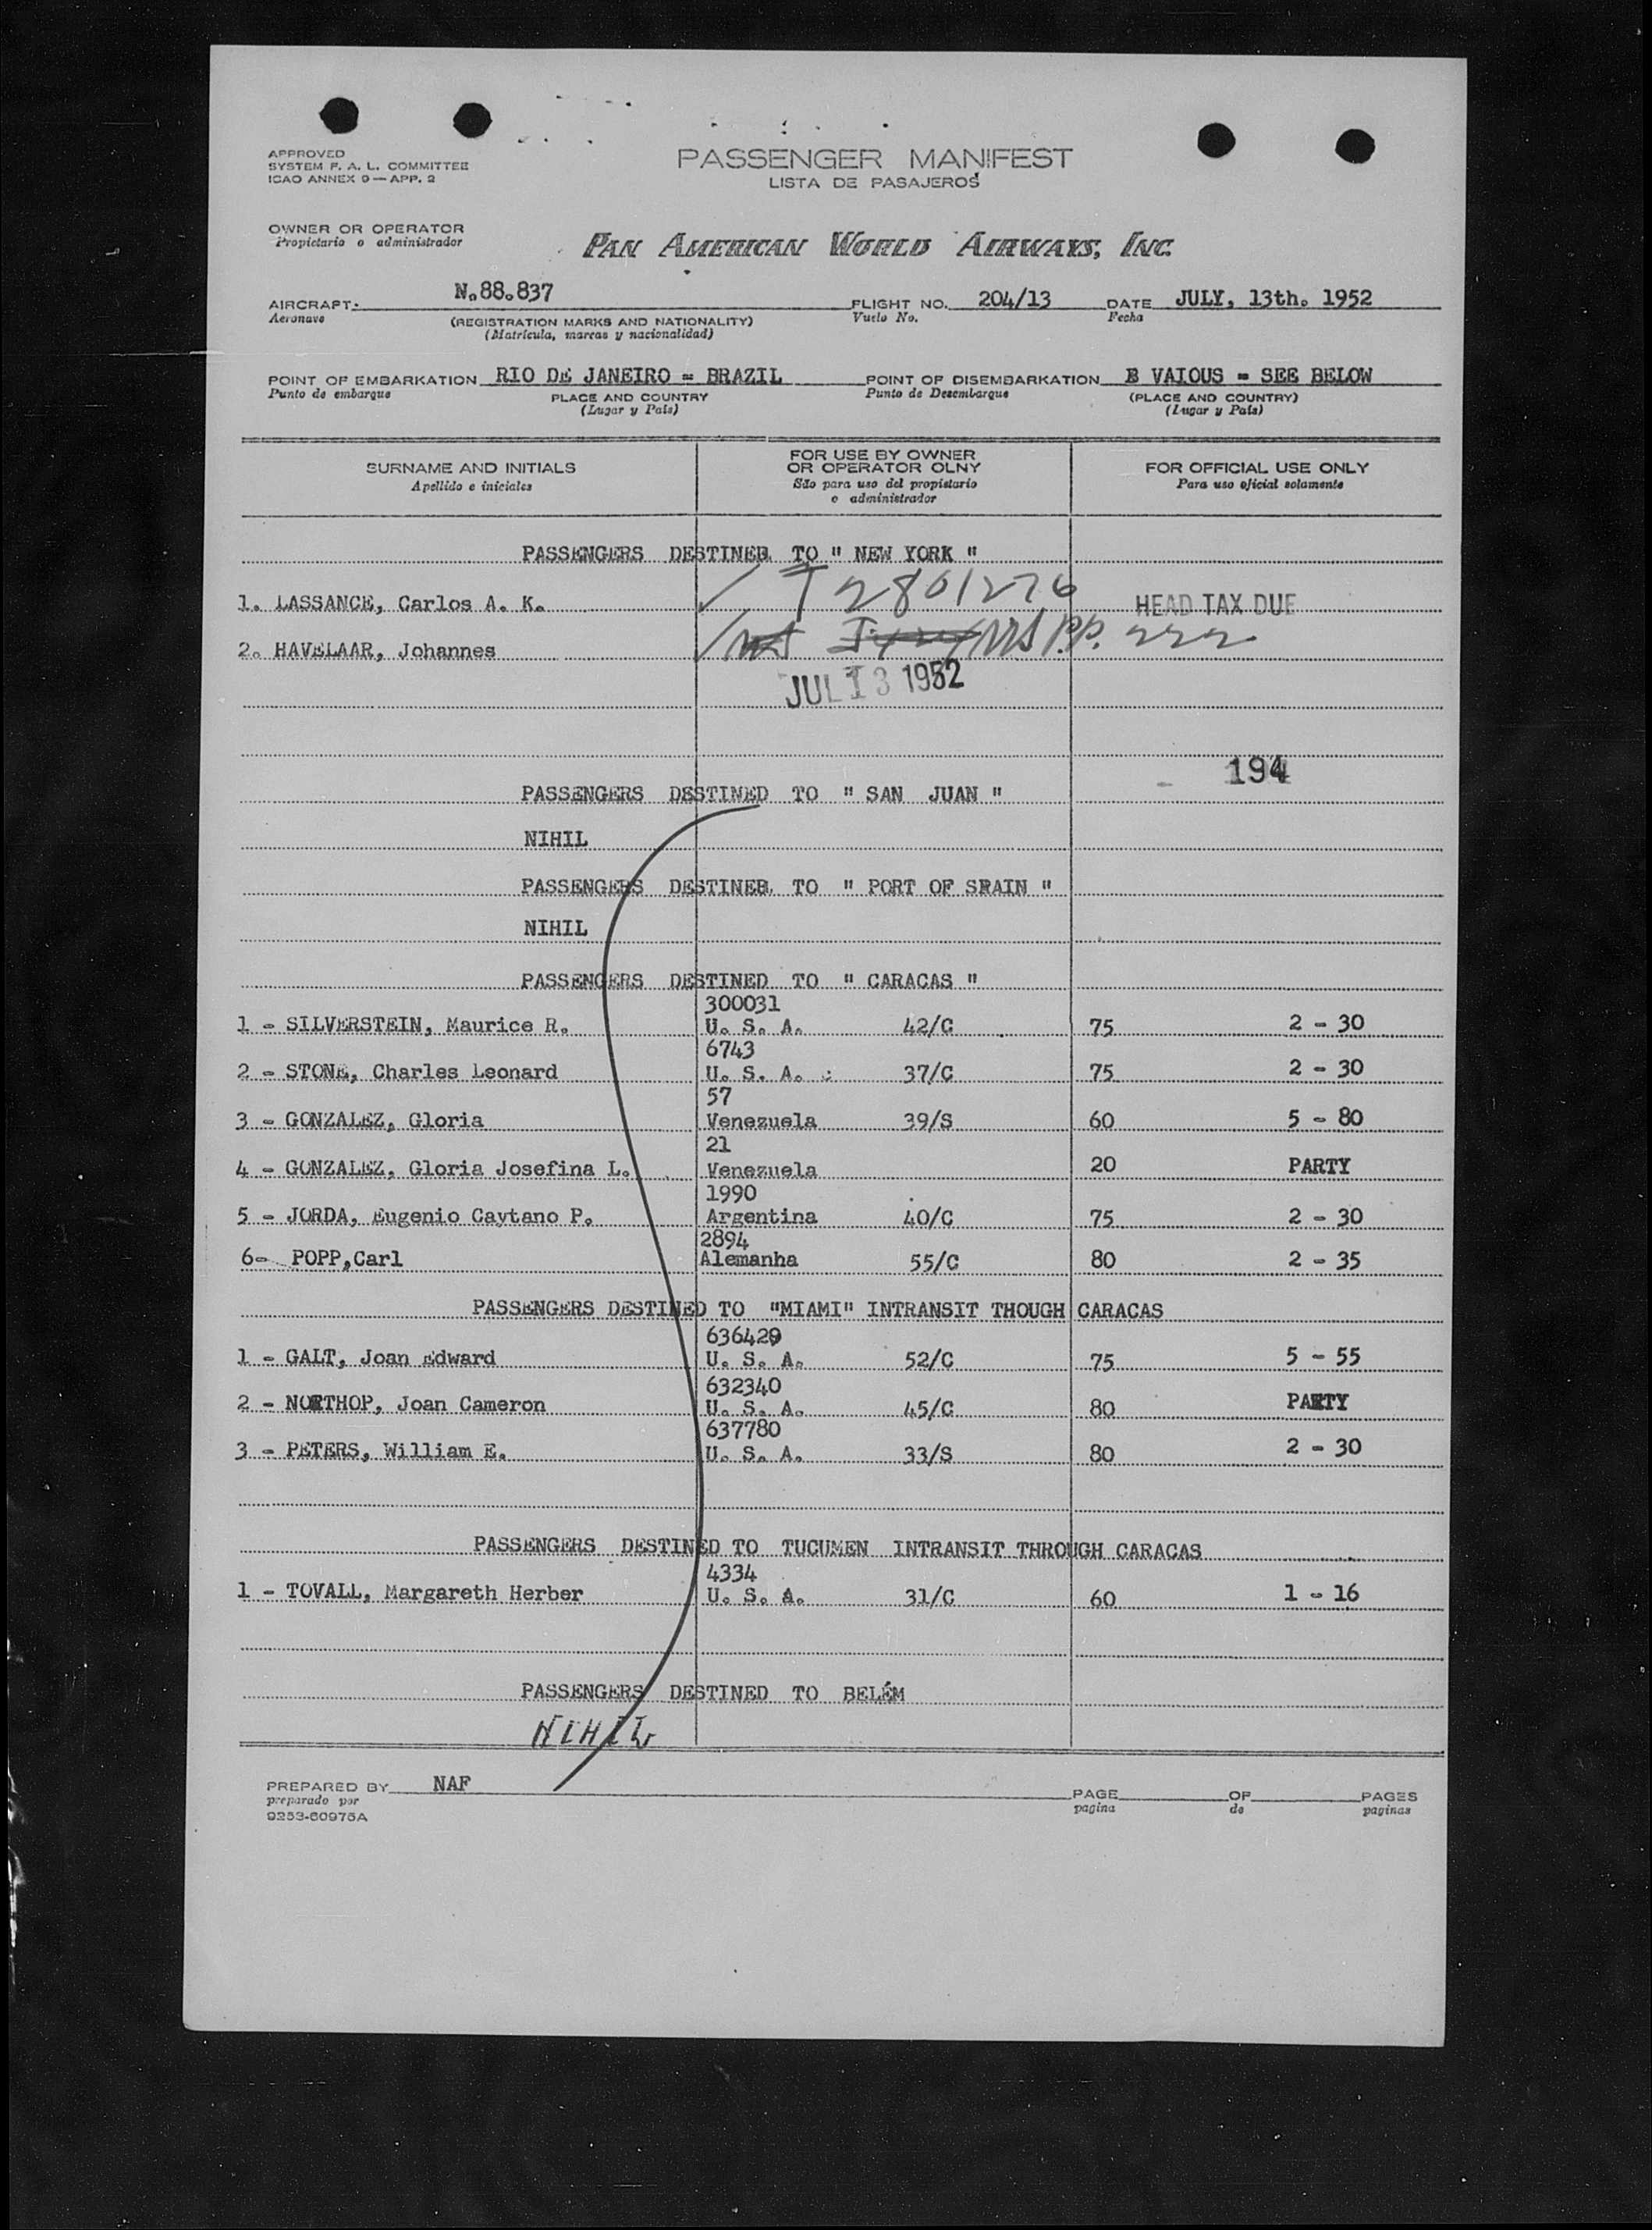 APPROVED
SYSTEM F. A. L. COMMITTEE
ICAO ANNEX 9 — APP. 2
PASSENGER MANIFEST
LISTA DE PASAJEROS
OWNER OR OPERATOR
Propietario o administrador
PAN AMERICAN WORLD AIRWAYS, INC.
AIRCRAFT. N.88.837 FLIGHT NO. 204/13 DATE JULY, 13th. 1952
Aeronave (REGISTRATION MARKS AND NATIONALITY) Vuelo No. Fecha
(Matrícula, marcas y nacionalidad)
POINT OF EMBARKATION RIO DE JANEIRO = BRAZIL POINT OF DISEMBARKATION VAIOUS = SEE BELOW
Punto de embarque PLACE AND COUNTRY Punto de Desembarque (PLACE AND COUNTRY)
(Lugar y País) (Lugar y País)
SURNAME AND INITIALS FOR USE BY OWNER OR OPERATOR OLNY FOR OFFICIAL USE ONLY
Apellido e iniciales São para uso del propietario o administrador Para uso oficial solamente
PASSENGERS DESTINED TO " NEW YORK "
1. LASSANCE, Carlos A. K. T 2801276 HEAD TAX DUE
2. HAVELAAR, Johannes P.P.
JUL 13 1952
194
PASSENGERS DESTINED TO " SAN JUAN "
NIHIL
PASSENGERS DESTINED TO " PORT OF SPAIN "
NIHIL
PASSENGERS DESTINED TO " CARACAS "
300031
1 - SILVERSTEIN, Maurice R. U. S. A. 42/C 75 2 - 30
6743
2 - STONE, Charles Leonard U. S. A. 37/C 75 2 - 30
57
3 - GONZALEZ, Gloria Venezuela 39/S 60 5 - 80
21
4 - GONZALEZ, Gloria Josefina L. Venezuela 20 PARTY
1990
5 - JORDA, Eugenio Caytano P. Argentina 40/C 75 2 - 30
2894
6- POPP,Carl Alemanha 55/C 80 2 - 35
PASSENGERS DESTINED TO "MIAMI" INTRANSIT THOUGH CARACAS
636429
1 - GALT, Joan Edward U. S. A. 52/C 75 5 - 55
632340
2 - NORTHOP, Joan Cameron U. S. A. 45/C 80 PARTY
637780
3 - PETERS, William E. U. S. A. 33/S 80 2 - 30
PASSENGERS DESTINED TO TUCUMEN INTRANSIT THROUGH CARACAS
4334
1 - TOVALL, Margareth Herber U. S. A. 31/C 60 1 - 16
PASSENGERS DESTINED TO BELÉM
NIHIL
PREPARED BY NAF PAGE OF PAGES
preparado por pagina de paginas
9253-60975A